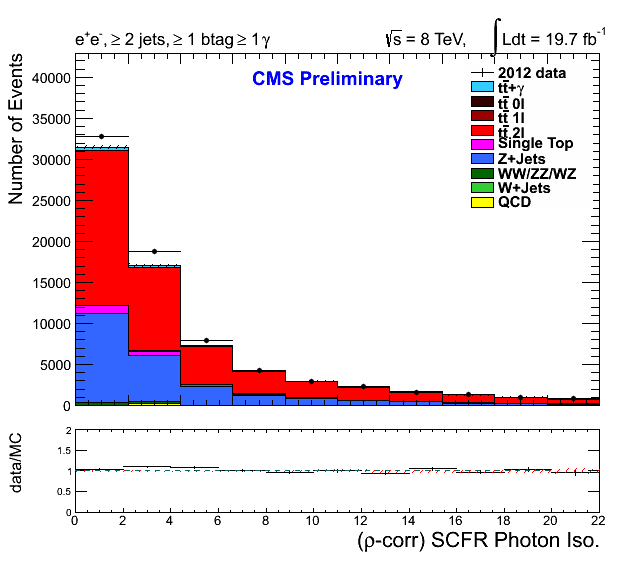 e⁺e⁻, ≥ 2 jets, ≥ 1 btag ≥ 1 γ
√s = 8 TeV, ∫ Ldt = 19.7 fb⁻¹
CMS Preliminary
2012 data
tt̄+γ
tt̄ 0l
tt̄ 1l
tt̄ 2l
Single Top
Z+Jets
WW/ZZ/WZ
W+Jets
QCD
Number of Events
40000
35000
30000
25000
20000
15000
10000
5000
0
data/MC
2
1.5
1
0.5
0
0 2 4 6 8 10 12 14 16 18 20 22
(ρ-corr) SCFR Photon Iso.